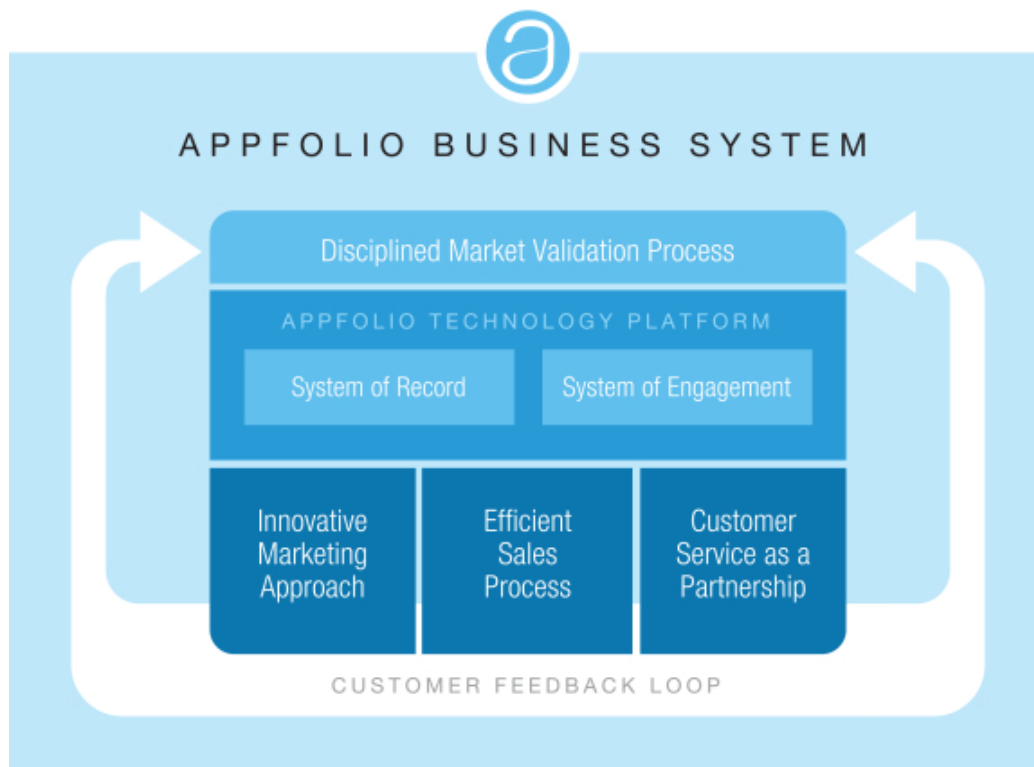 a
APPFOLIO BUSINESS SYSTEM
Disciplined Market Validation Process
APPFOLIO TECHNOLOGY PLATFORM
System of Record
System of Engagement
Innovative
Marketing
Approach
Efficient
Sales
Process
Customer
Service as a
Partnership
CUSTOMER FEEDBACK LOOP